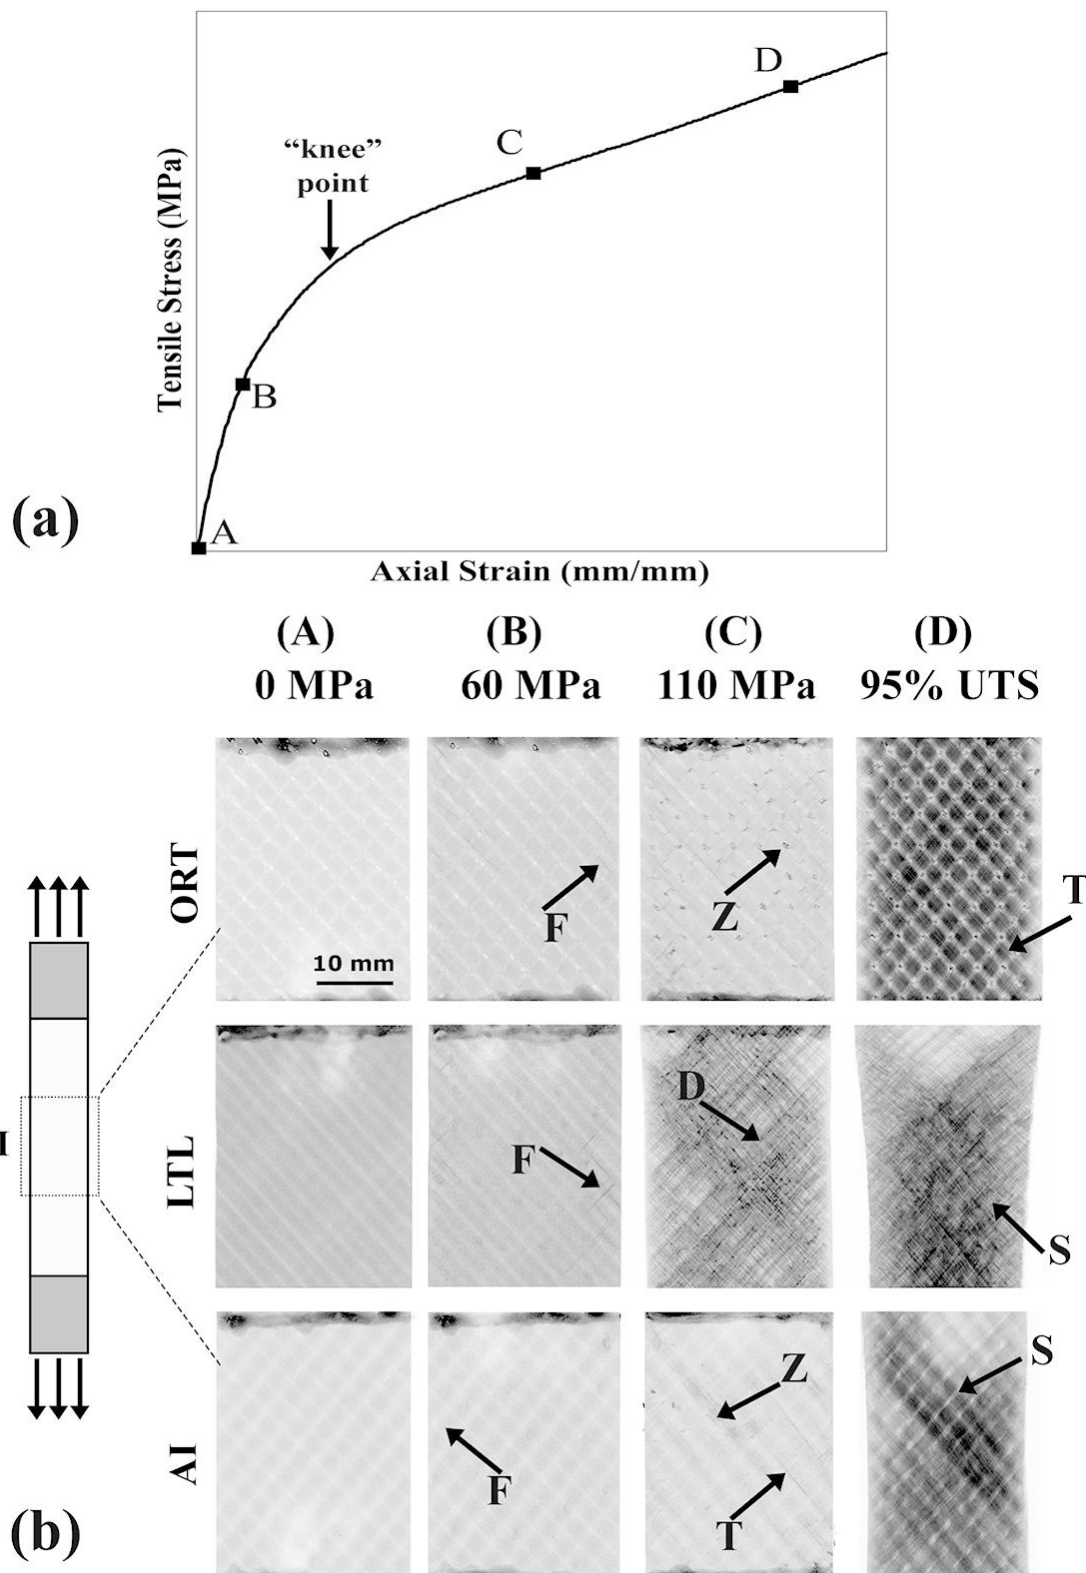 “knee”
point
A
B
C
D
Tensile Stress (MPa)
Axial Strain (mm/mm)
(a)
(A) (B) (C) (D)
0 MPa 60 MPa 110 MPa 95% UTS
ORT
10 mm
F
Z
T
LTL
F
D
S
AI
F
Z
T
S
(b)